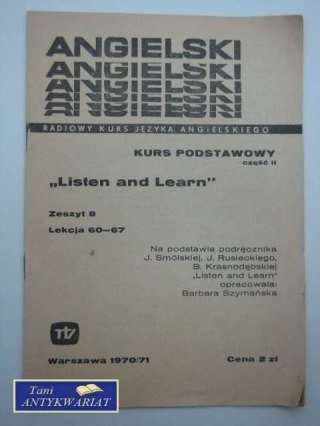 ANGIELSKI
ANGIELSKI
ANGIELSKI
ANGIELSKI
ANGIELSKI
RADIOWY KURS JĘZYKA ANGIELSKIEGO
KURS PODSTAWOWY
część II
„Listen and Learn”
Zeszyt 8
Lekcja 60—67
Na podstawie podręcznika
J. Smólskiej, J. Rusieckiego,
B. Krasnodębskiej
„Listen and Learn”
opracowała:
Barbara Szymańska
Warszawa 1970/71
Cena 2 zł
Tani
ANTYKWARIAT